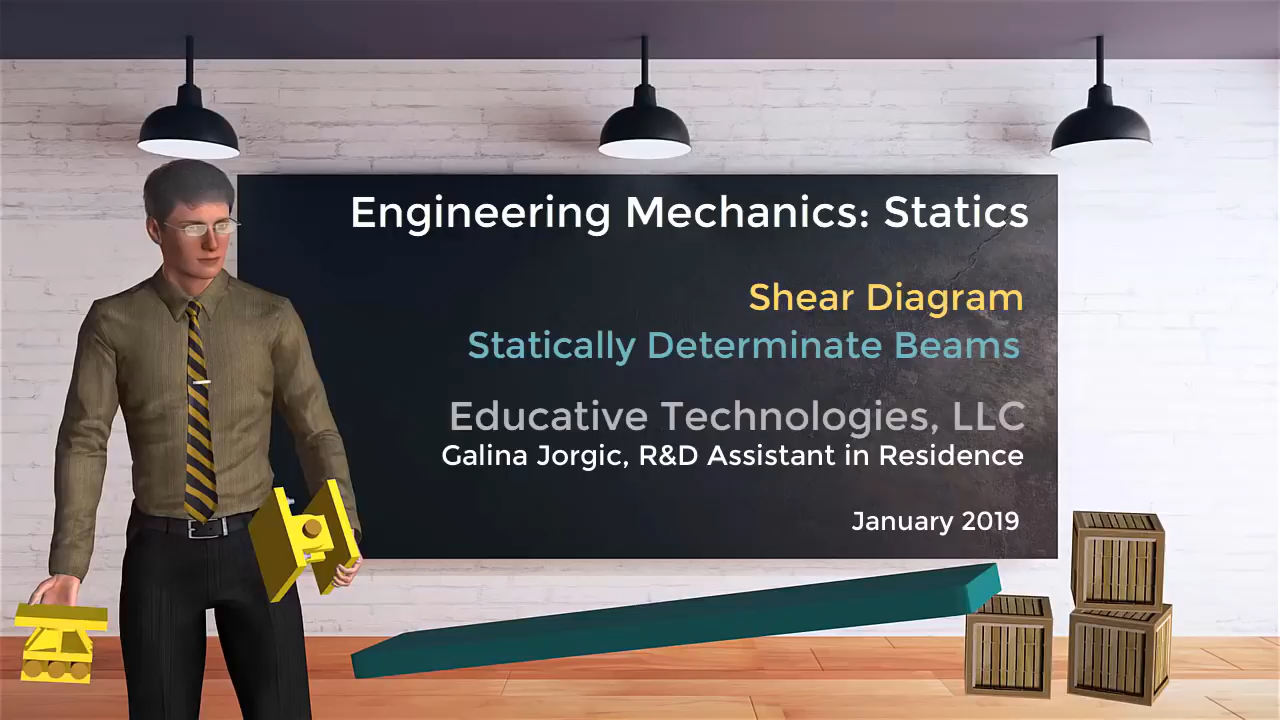 Engineering Mechanics: Statics
Shear Diagram
Statically Determinate Beams
Educative Technologies, LLC
Galina Jorgic, R&D Assistant in Residence
January 2019